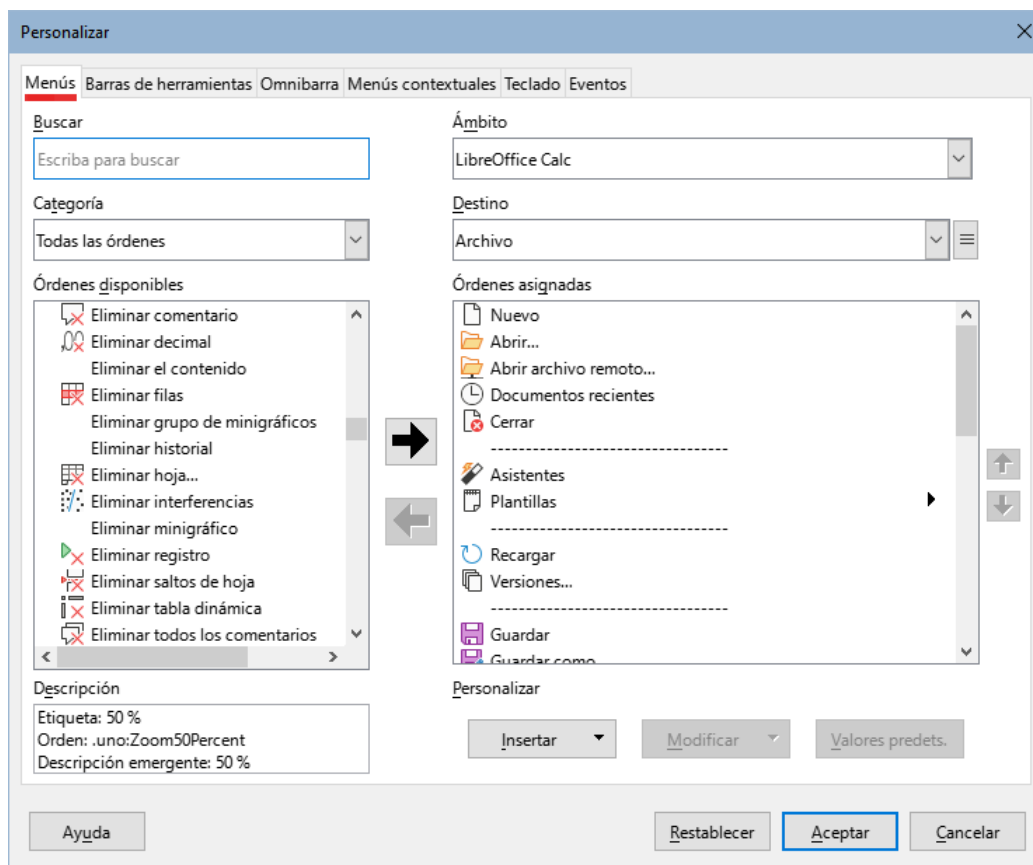 Personalizar
Menús Barras de herramientas Omnibarra Menús contextuales Teclado Eventos
Buscar
Escriba para buscar
Categoría
Todas las órdenes
Órdenes disponibles
Eliminar comentario
Eliminar decimal
Eliminar el contenido
Eliminar filas
Eliminar grupo de minigráficos
Eliminar historial
Eliminar hoja...
Eliminar interferencias
Eliminar minigráfico
Eliminar registro
Eliminar saltos de hoja
Eliminar tabla dinámica
Eliminar todos los comentarios
Descripción
Etiqueta: 50 %
Orden: .uno:Zoom50Percent
Descripción emergente: 50 %
Ámbito
LibreOffice Calc
Destino
Archivo
Órdenes asignadas
Nuevo
Abrir...
Abrir archivo remoto...
Documentos recientes
Cerrar
----------------------------------
Asistentes
Plantillas
----------------------------------
Recargar
Versiones...
----------------------------------
Guardar
Guardar como
Personalizar
Insertar Modificar Valores predets.
Ayuda Restablecer Aceptar Cancelar